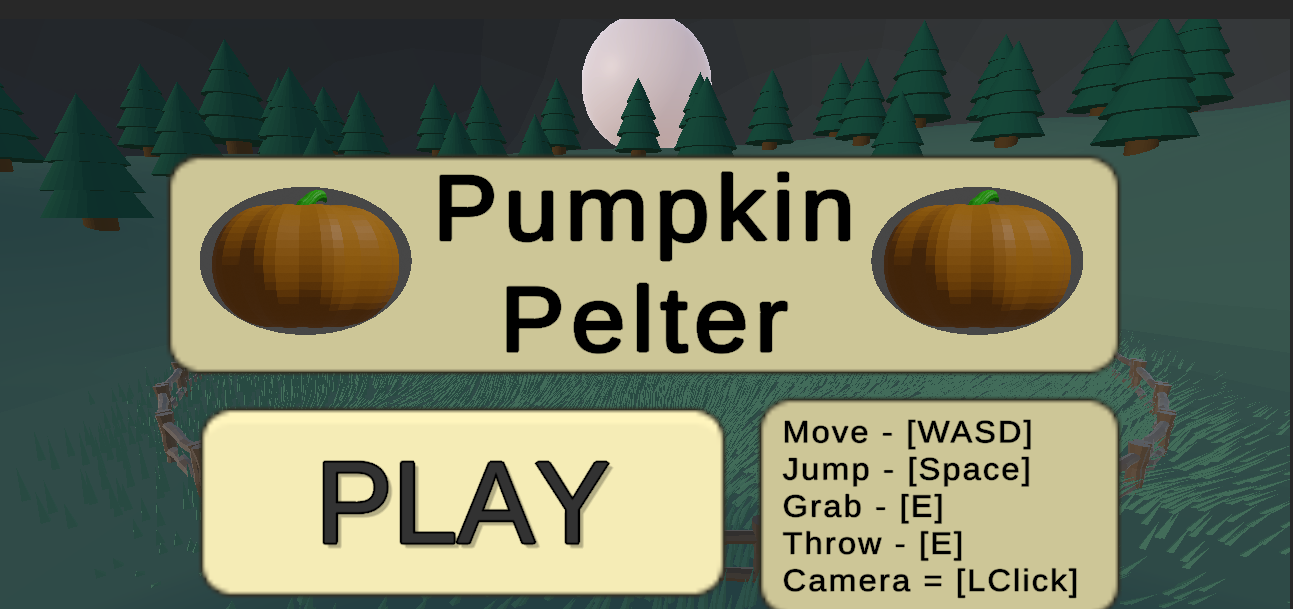 Pumpkin
Pelter
PLAY
Move - [WASD]
Jump - [Space]
Grab - [E]
Throw - [E]
Camera = [LClick]